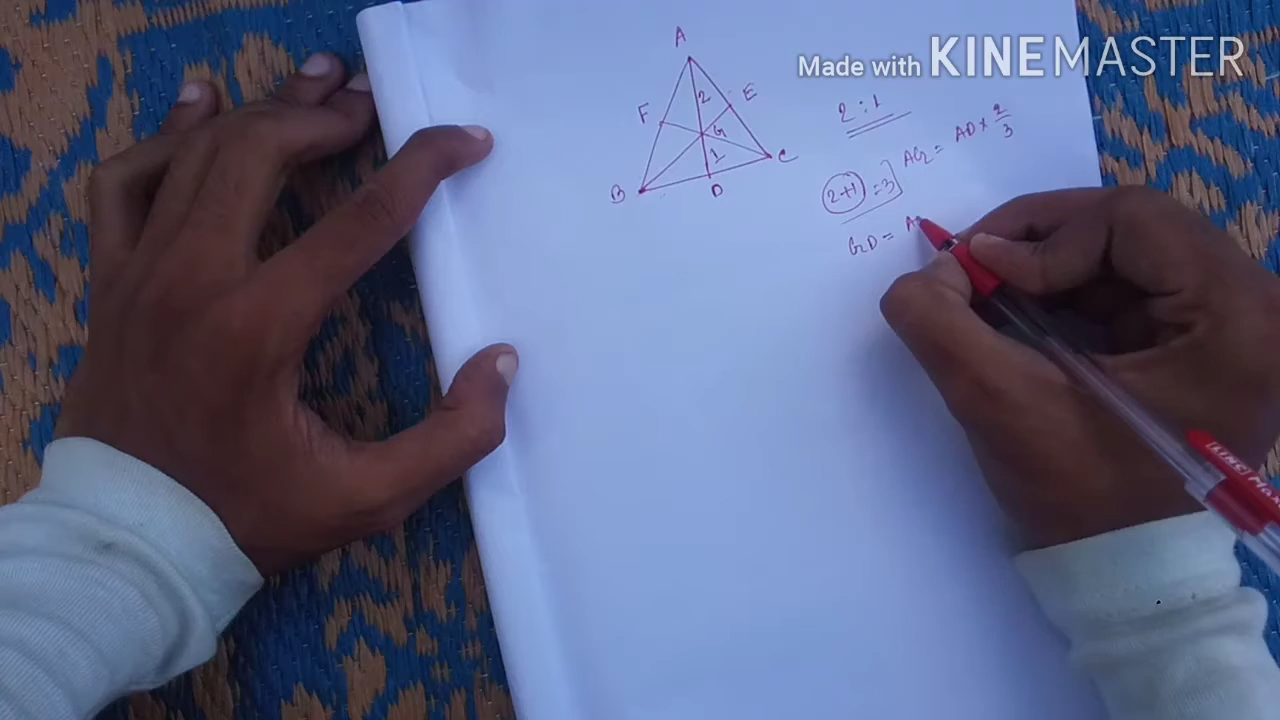 Made with KINEMASTER
A
F
2
E
G
1
C
B
D
2 : 1
2+1 = 3] AG = AD × 2/3
GD = A